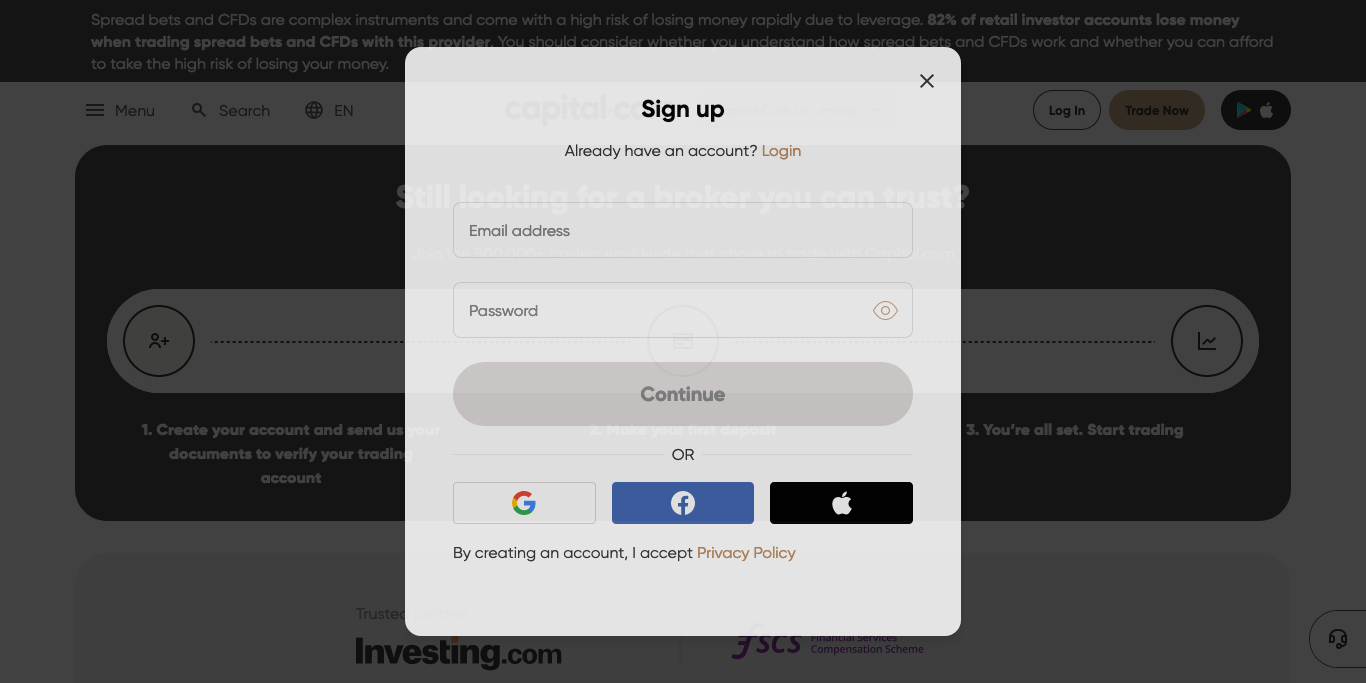 Spread bets and CFDs are complex instruments and come with a high risk of losing money rapidly due to leverage. 82% of retail investor accounts lose money
when trading spread bets and CFDs with this provider. You should consider whether you understand how spread bets and CFDs work and whether you can afford
to take the high risk of losing your money.
Menu
Search
EN
capital.co
Log In
Trade Now
Sign up
Already have an account? Login
Still looking for a broker you can trust?
Email address
Password
Continue
1. Create your account and send us your
documents to verify your trading
account
2. Make your first deposit
3. You're all set. Start trading
OR
By creating an account, I accept Privacy Policy
Trusted
Investing.com
fscs
Financial Services
Compensation Scheme